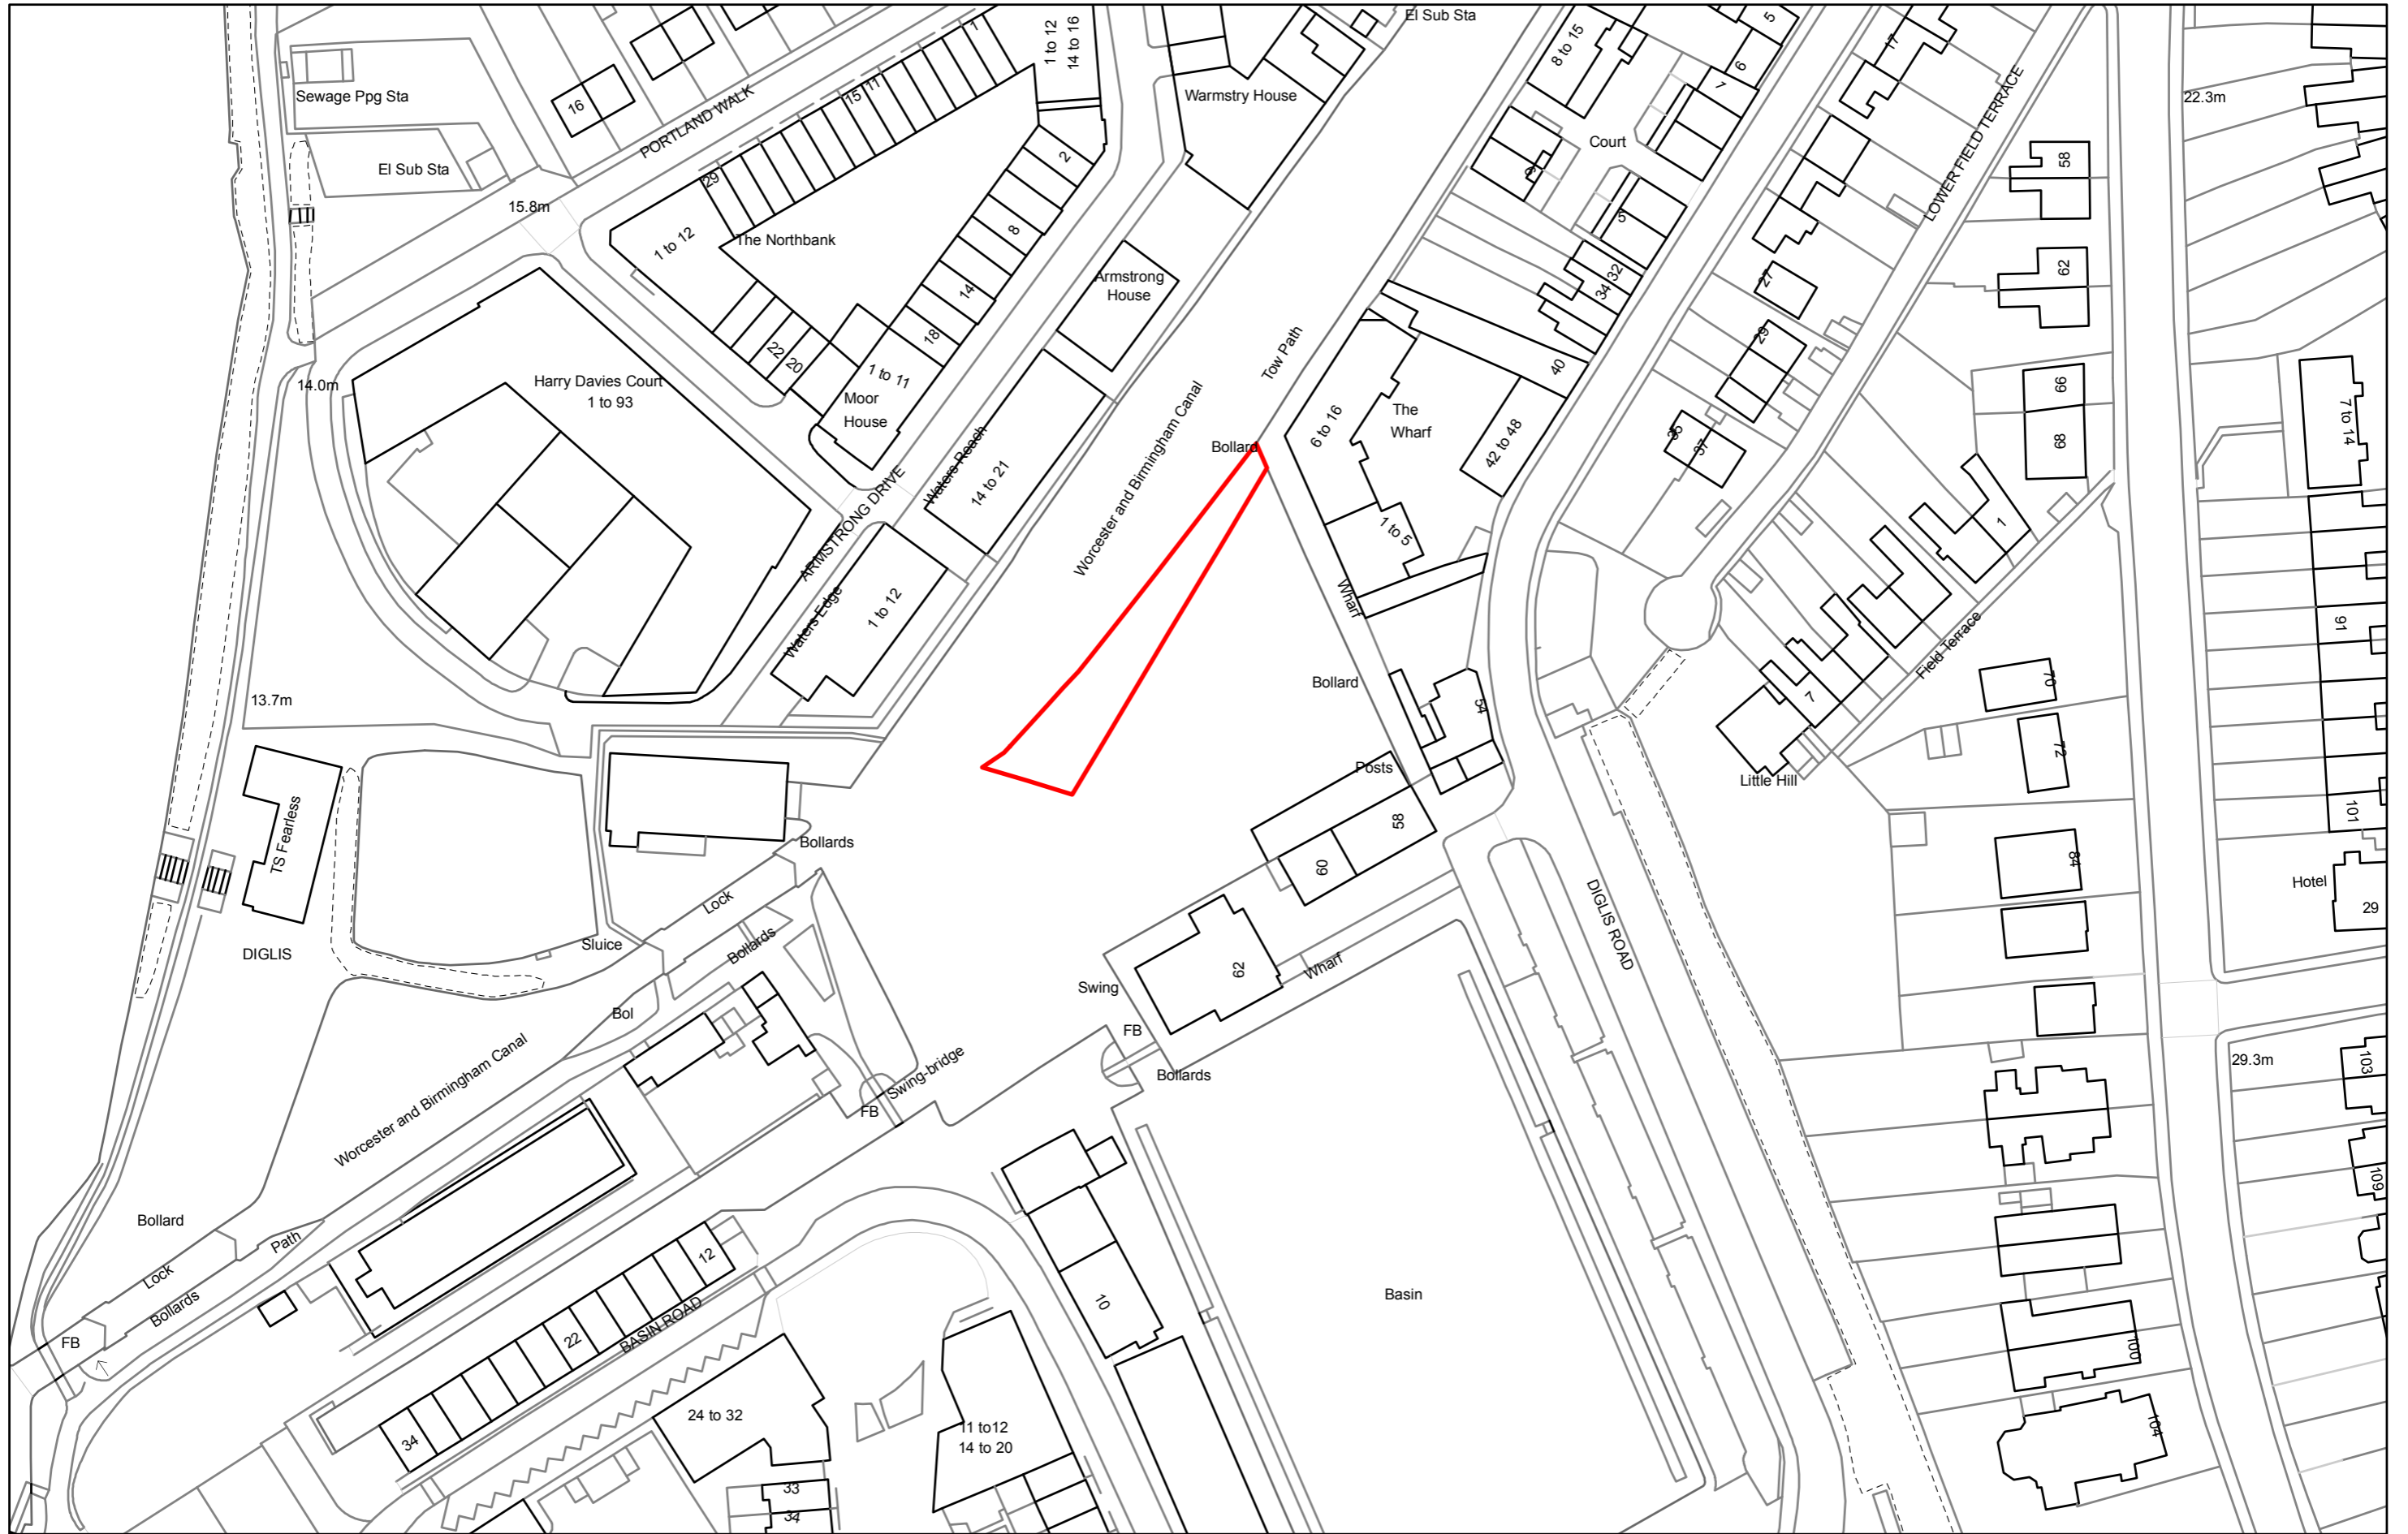 El Sub Sta
1 to 12
14 to 16
1
5
8 to 15
17
6
7
Sewage Ppg Sta
16
PORTLAND WALK
15 11
Warmstry House
22.3m
LOWER FIELD TERRACE
Court
2
58
El Sub Sta
29
9
15.8m
1 to 12
The Northbank
8
5
Armstrong
House
14
32
34
27
62
18
22
20
29
Tow Path
40
14.0m
Harry Davies Court
1 to 93
1 to 11
Moor
House
Worcester and Birmingham Canal
The
Wharf
6 to 16
42 to 48
66
68
7 to 14
35
37
Bollard
Waters Reach
14 to 21
ARMSTRONG DRIVE
1 to 5
1
Wharf
Waters Edge
1 to 12
91
Field Terrace
13.7m
Bollard
54
7
70
72
Posts
Little Hill
58
60
101
TS Fearless
Bollards
84
Hotel
29
Lock
DIGLIS ROAD
Sluice
Bollards
DIGLIS
62
Wharf
Swing
Bol
FB
Bollards
Swing-bridge
FB
29.3m
103
Worcester and Birmingham Canal
109
Bollard
Path
12
Lock
Bollards
10
Basin
FB
22
BASIN ROAD
100
34
24 to 32
11 to12
14 to 20
104
33
34